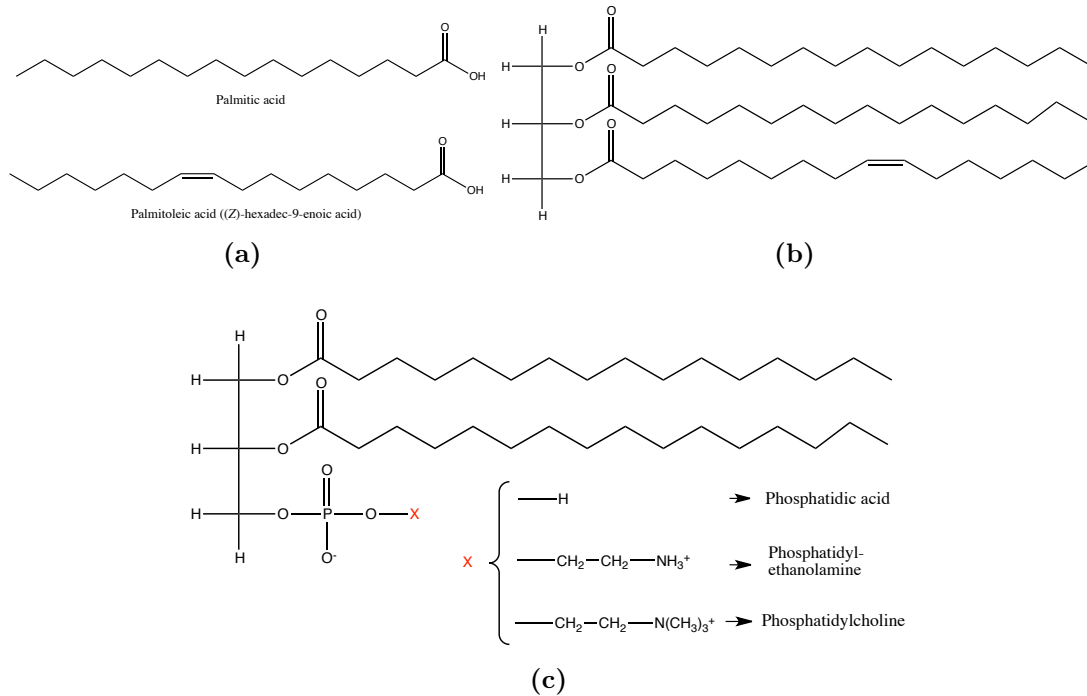 O
OH
Palmitic acid
O
OH
Palmitoleic acid ((Z)-hexadec-9-enoic acid)
(a)
H
O
H
O
O
H
O
O
H
O
H
(b)
H
O
H
O
O
H
O
O
H
O
P
O
X
O-
H
X
H
Phosphatidic acid
CH2
CH2
NH3+
Phosphatidyl-
ethanolamine
CH2
CH2
N(CH3)3+
Phosphatidylcholine
(c)